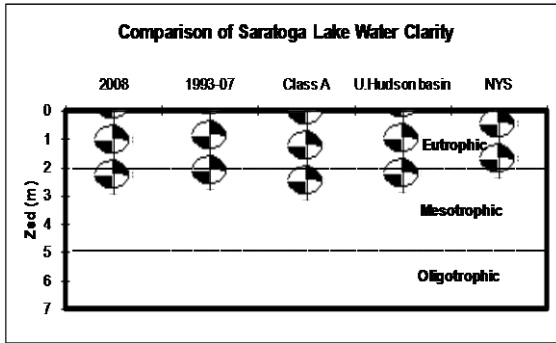 Comparison of Saratoga Lake Water Clarity
2008 1993-07 Class A U.Hudson basin NYS
0
1
Eutrophic
2
3
Mesotrophic
4
5
Oligotrophic
6
7
Zsd (m)